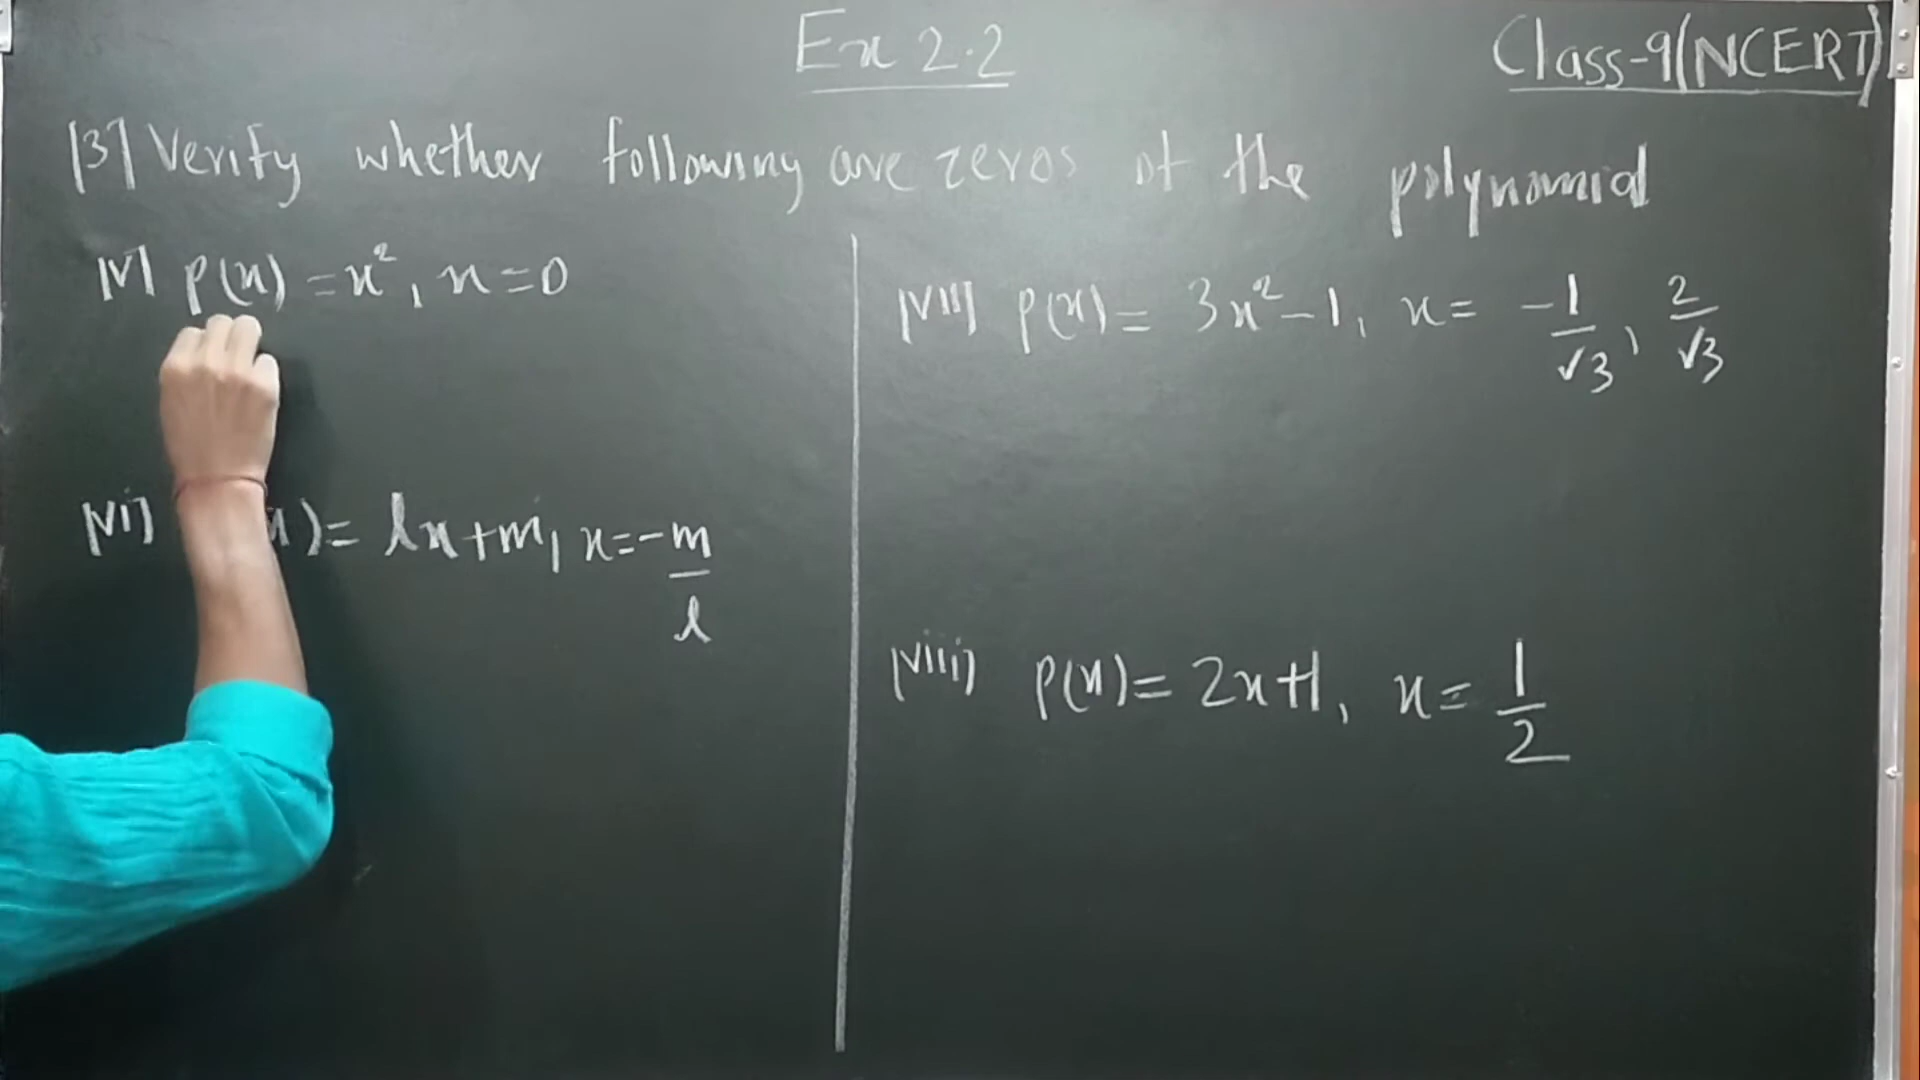 Ex 2.2
Class-9(NCERT)
[3] Verify whether following are zeros of the polynomial
[V] p(x) = x², x = 0
[Vi] x) = lx + m, x = -m/l
[Vii] p(x) = 3x² - 1, x = -1/√3, 2/√3
[Viii] p(x) = 2x+1, x = 1/2